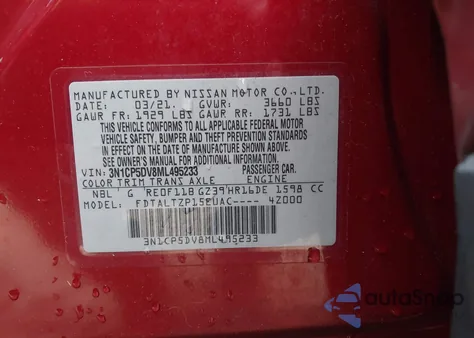 MANUFACTURED BY NISSAN MOTOR CO., LTD.
DATE: 03/21. GVWR: 3660 LBS
GAWR FR: 1929 LBS GAWR RR: 1731 LBS
THIS VEHICLE CONFORMS TO ALL APPLICABLE FEDERAL MOTOR
VEHICLE SAFETY, BUMPER AND THEFT PREVENTION STANDARDS
IN EFFECT ON THE DATE OF MANUFACTURE SHOWN ABOVE.
SEE OWNER'S MANUAL FOR ADDITIONAL INFORMATION
VIN: 3N1CP5DV8ML495233 PASSENGER CAR.
COLOR TRIM TRANS AXLE ENGINE
NBL G RE0F11B GZ39 HR16DE 1598 CC
MODEL: FDTALTZP15EUAC---- 4Z000
3N1CP5DV8ML495233
autoSnap